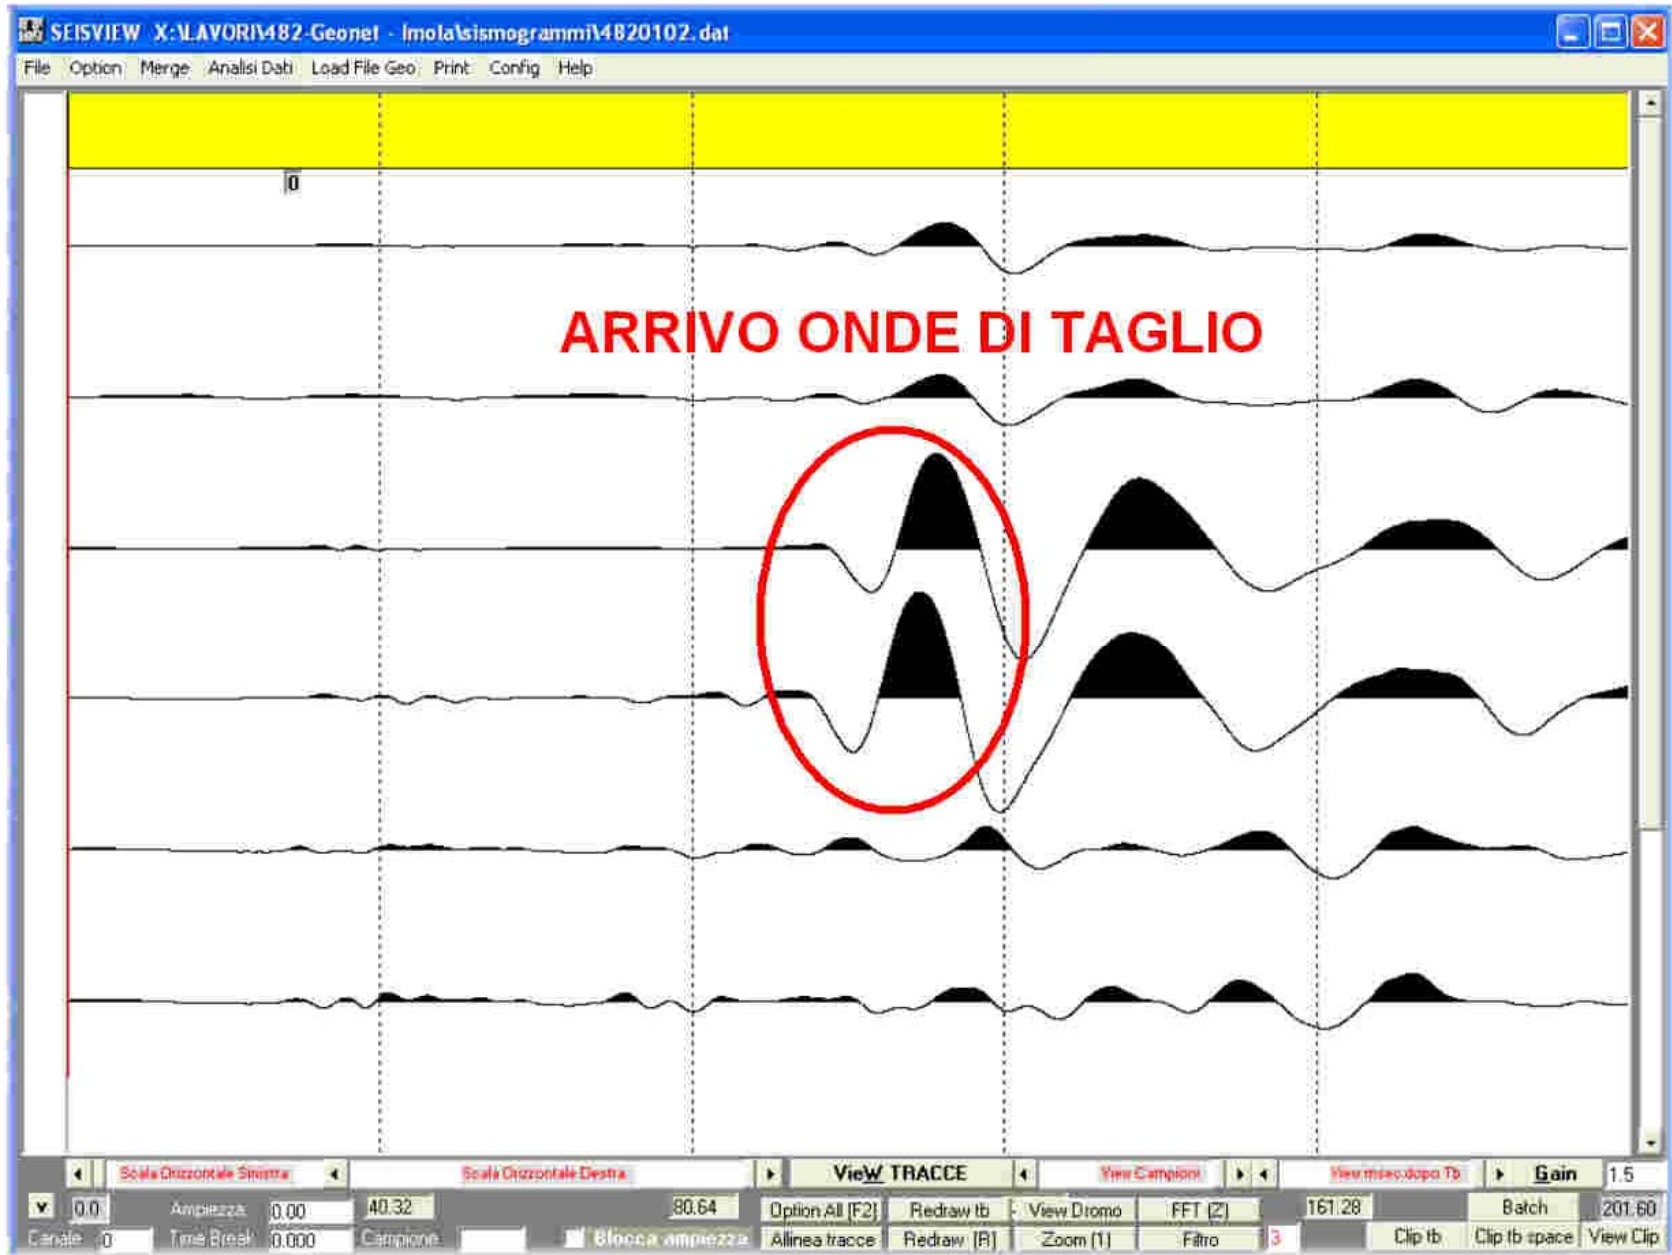 SEISVIEW X:\LAVORI\482-Geonet - Imola\sismogrammi\4820102.dat
File Option Merge Analisi Dati Load File Geo Print Config Help
0
ARRIVO ONDE DI TAGLIO
Scala Orizzontale Sinistra Scala Orizzontale Destra VieW TRACCE View Campioni View msec dopo Tb Gain 1.5
v 0.0 Ampiezza 0.00 40.32 80.64 Option All [F2] Redraw tb View Dromo FFT (Z) 161.28 Batch 201.60
Canale 0 Time Break 0.000 Campione Blocca ampiezza Allinea tracce Redraw [R] Zoom [1] Filtro 3 Clip tb Clip tb space View Clip